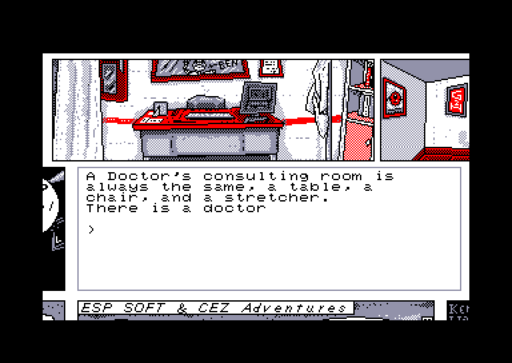 BEN
A Doctor's consulting room is
always the same, a table, a
chair, and a stretcher.
There is a doctor
>
ESP SOFT & CEZ Adventures